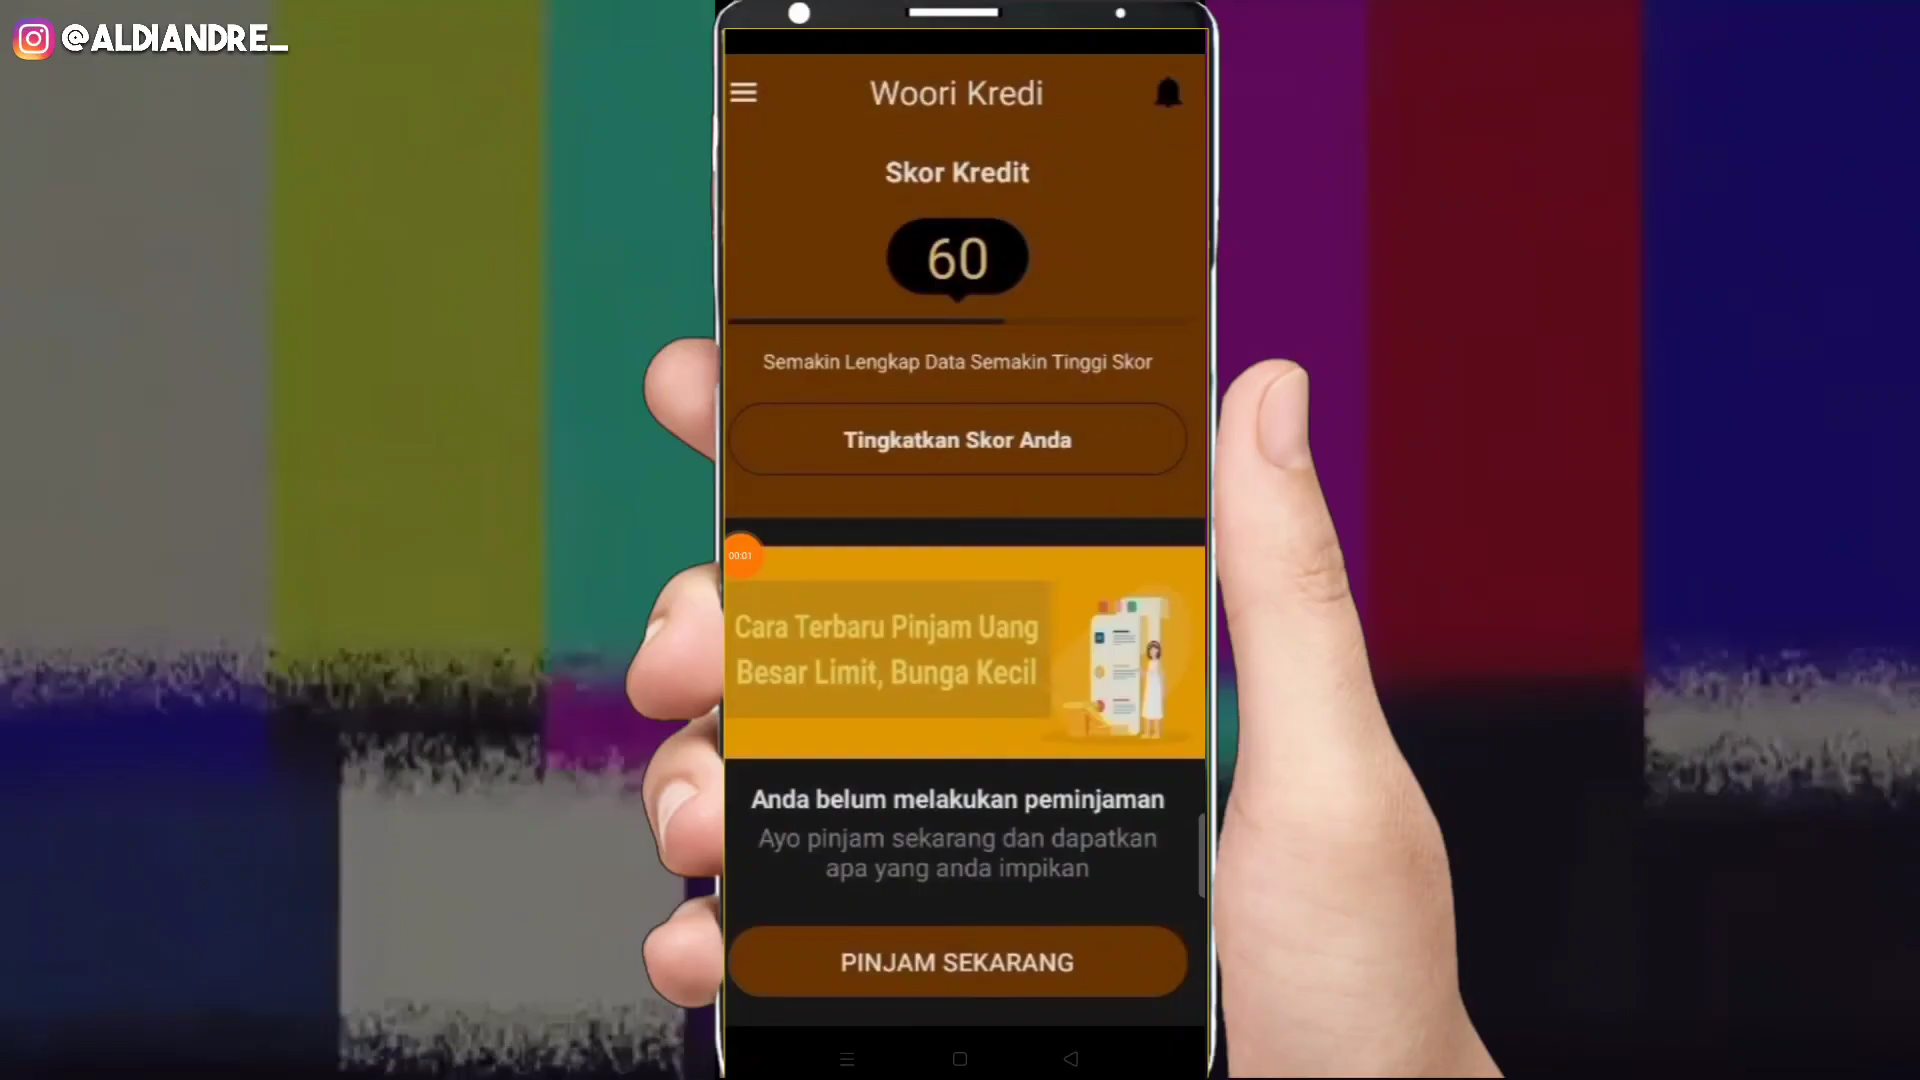 @ALDIANDRE_
Woori Kredi
Skor Kredit
60
Semakin Lengkap Data Semakin Tinggi Skor
Tingkatkan Skor Anda
00:01
Cara Terbaru Pinjam Uang
Besar Limit, Bunga Kecil
Anda belum melakukan peminjaman
Ayo pinjam sekarang dan dapatkan
apa yang anda impikan
PINJAM SEKARANG